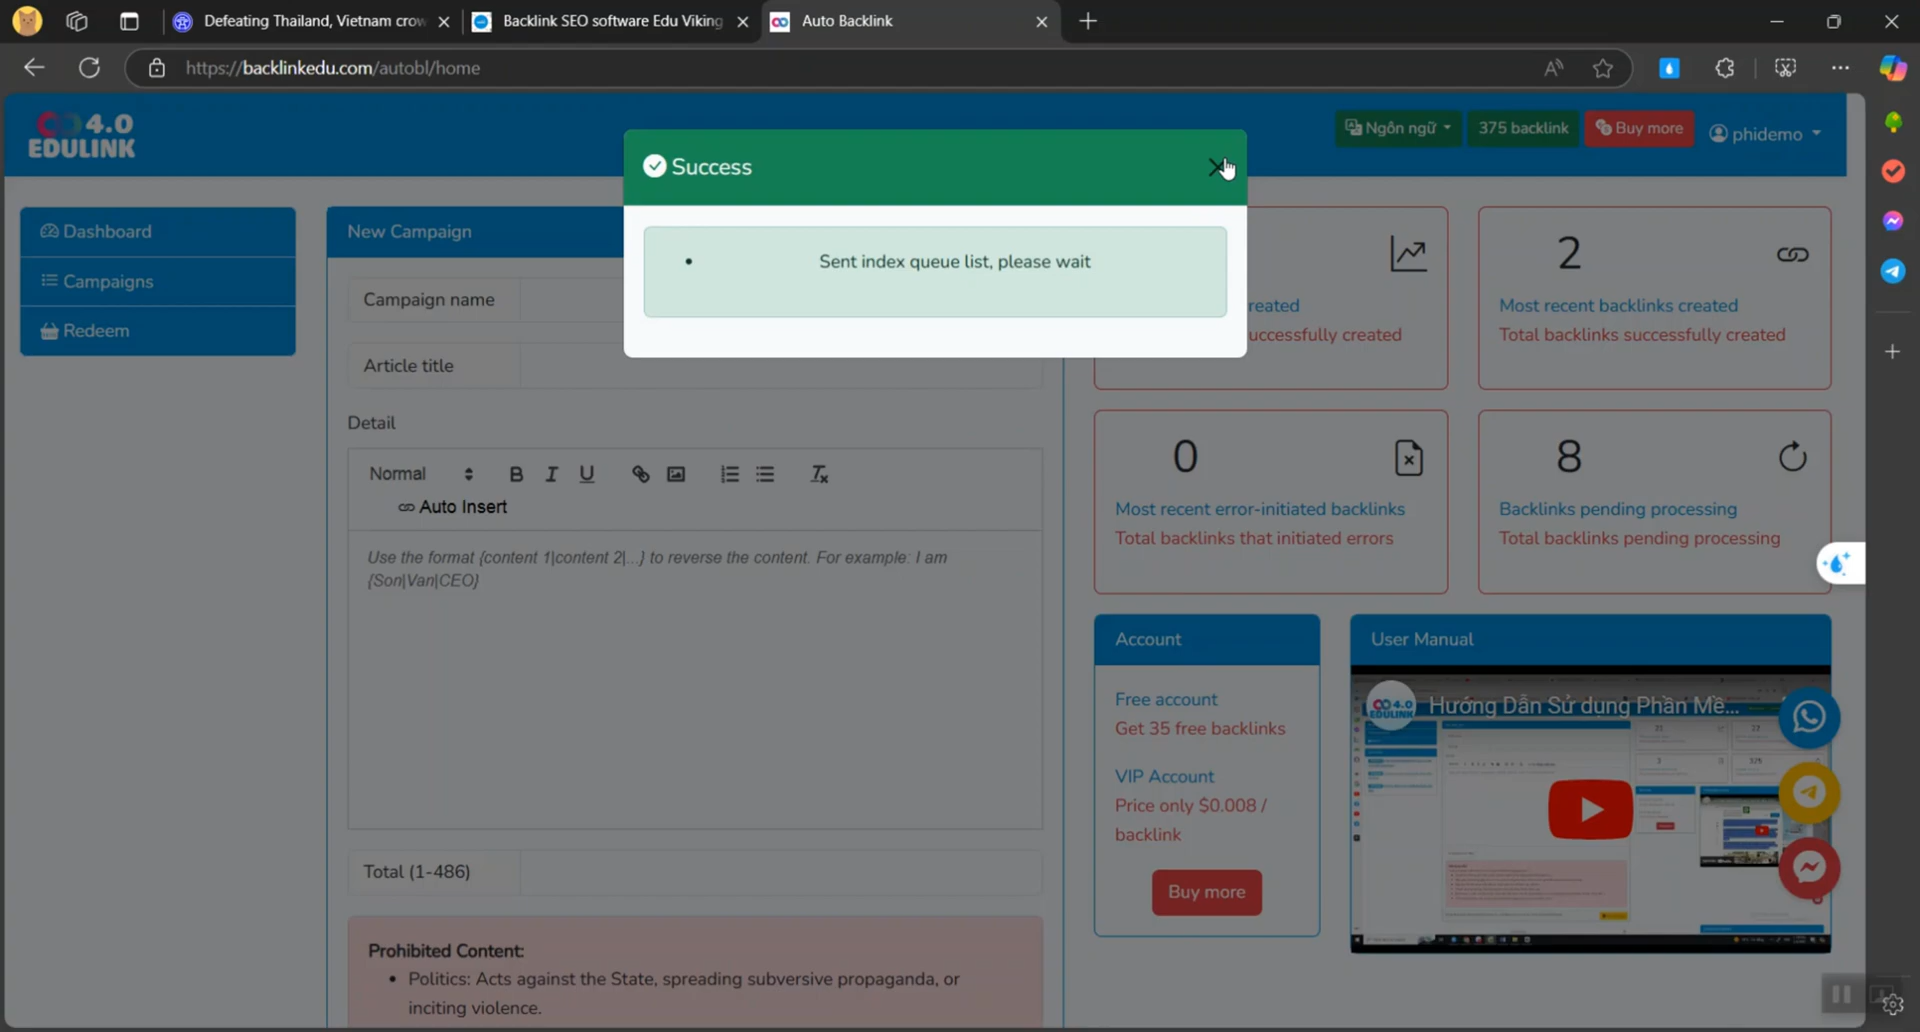 Defeating Thailand, Vietnam crow
Backlink SEO software Edu Viking
Auto Backlink
https://backlinkedu.com/autobl/home
4.0
EDULINK
Ngôn ngữ
375 backlink
Buy more
phidemo
Success
Sent index queue list, please wait
Dashboard
Campaigns
Redeem
New Campaign
Campaign name
Article title
Detail
Normal
B I U
Auto Insert
Use the format {content 1|content 2|...} to reverse the content. For example: I am
{Son|Van|CEO}
Total (1-486)
Prohibited Content:
• Politics: Acts against the State, spreading subversive propaganda, or
inciting violence.
reated
uccessfully created
2
Most recent backlinks created
Total backlinks successfully created
0
Most recent error-initiated backlinks
Total backlinks that initiated errors
8
Backlinks pending processing
Total backlinks pending processing
Account
Free account
Get 35 free backlinks
VIP Account
Price only $0.008 /
backlink
Buy more
User Manual
4.0
EDULINK
Hướng Dẫn Sử dụng Phần Mề...